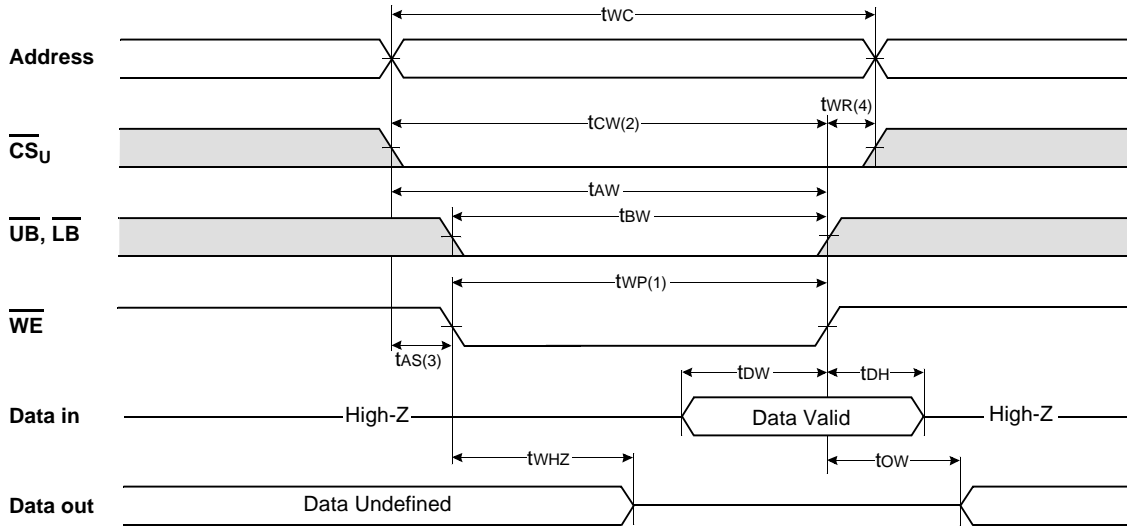 tWC
Address
tWR(4)
tCW(2)
CSU
tAW
tBW
UB, LB
tWP(1)
WE
tAS(3)
tDW
tDH
Data in
High-Z
Data Valid
High-Z
tWHZ
tOW
Data out
Data Undefined